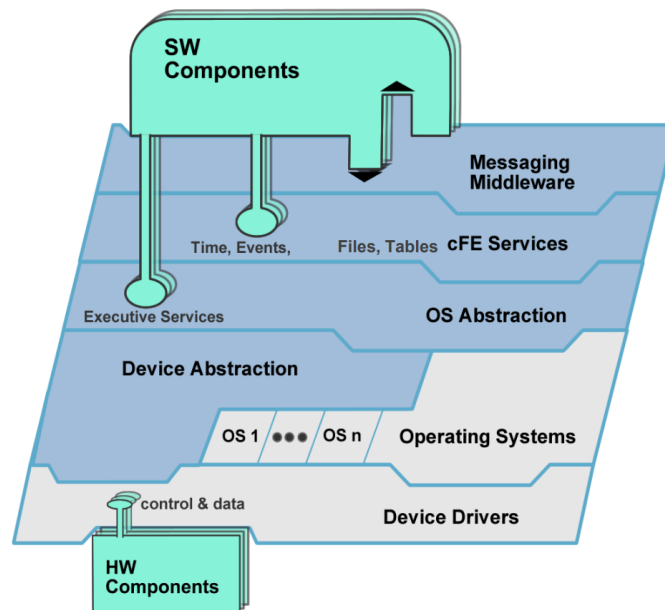 SW
Components
Messaging
Middleware
Time, Events,
Files, Tables
cFE Services
Executive Services
OS Abstraction
Device Abstraction
OS 1
OS n
Operating Systems
control & data
Device Drivers
HW
Components